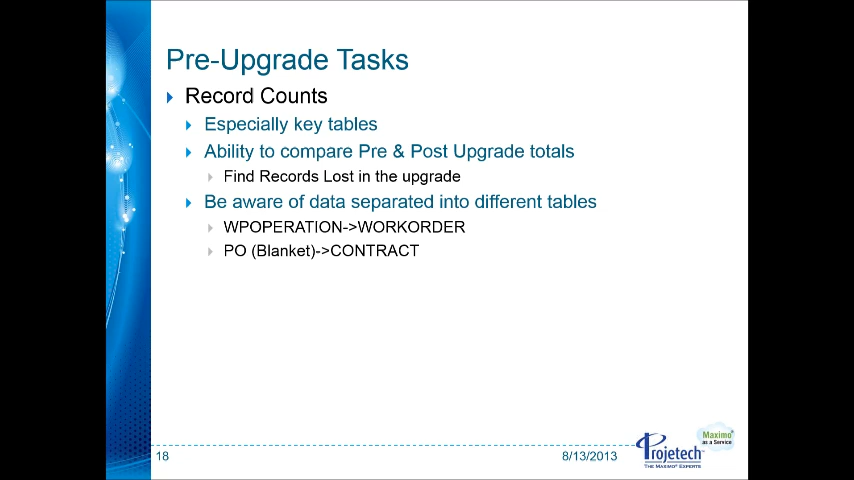 Pre-Upgrade Tasks
Record Counts
Especially key tables
Ability to compare Pre & Post Upgrade totals
Find Records Lost in the upgrade
Be aware of data separated into different tables
WPOPERATION->WORKORDER
PO (Blanket)->CONTRACT
18
8/13/2013
Projetech
THE MAXIMO® EXPERTS
Maximo®
as a Service